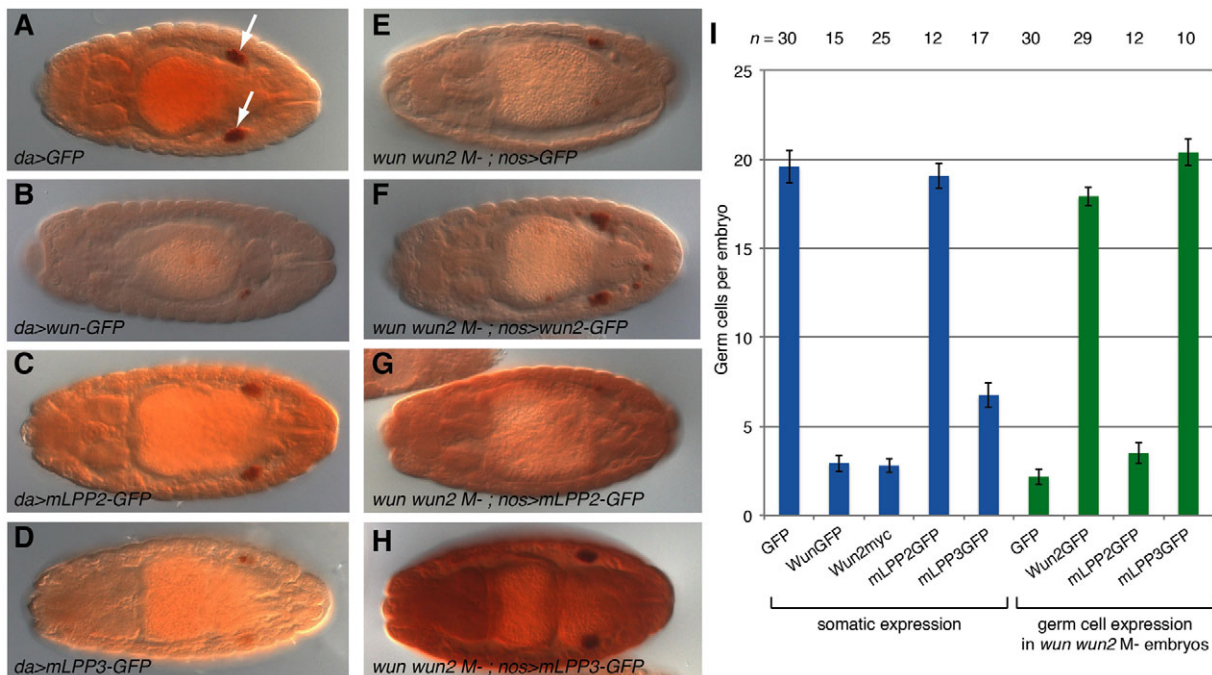 A
da>GFP
B
da>wun-GFP
C
da>mLPP2-GFP
D
da>mLPP3-GFP
E
wun wun2 M- ; nos>GFP
F
wun wun2 M- ; nos>wun2-GFP
G
wun wun2 M- ; nos>mLPP2-GFP
H
wun wun2 M- ; nos>mLPP3-GFP
I
n = 30 15 25 12 17 30 29 12 10
Germ cells per embryo
25
20
15
10
5
0
GFP WunGFP Wun2myc mLPP2GFP mLPP3GFP GFP Wun2GFP mLPP2GFP mLPP3GFP
somatic expression
germ cell expression
in wun wun2 M- embryos